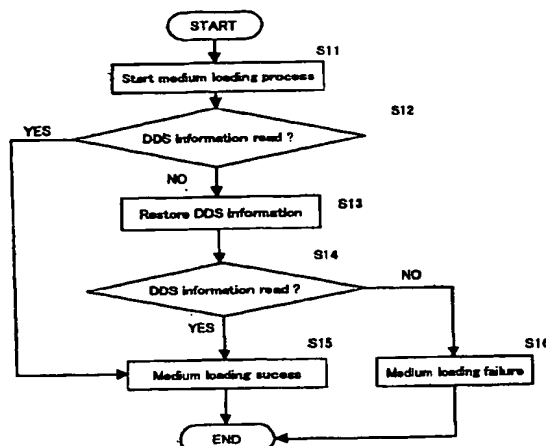 START
S11
Start medium loading process
S12
YES
DDS information read ?
NO
S13
Restore DDS information
S14
DDS information read ?
NO
YES
S15
S16
Medium loading sucess
Medium loading failure
END